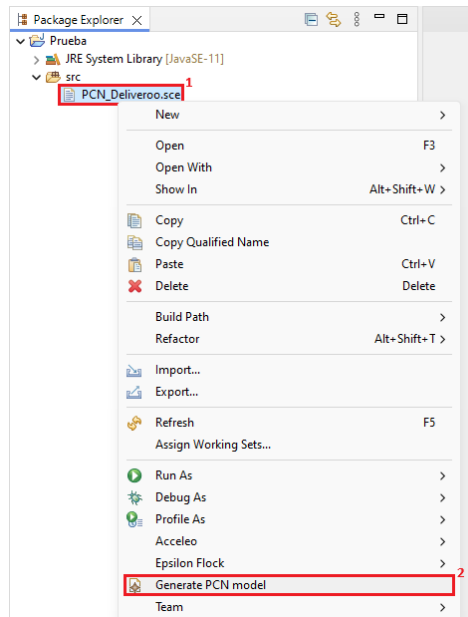 Package Explorer
Prueba
JRE System Library [JavaSE-11]
src
1
PCN_Deliveroo.sce
New
Open F3
Open With
Show In Alt+Shift+W
Copy Ctrl+C
Copy Qualified Name
Paste Ctrl+V
Delete Delete
Build Path
Refactor Alt+Shift+T
Import...
Export...
Refresh F5
Assign Working Sets...
Run As
Debug As
Profile As
Acceleo
Epsilon Flock
2
Generate PCN model
Team